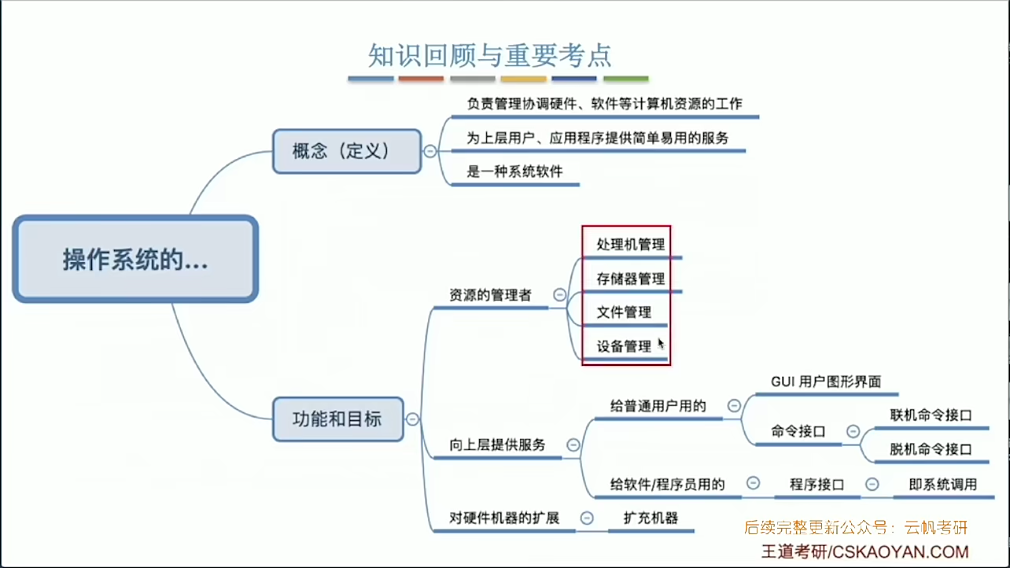 知识回顾与重要考点
负责管理协调硬件、软件等计算机资源的工作
概念（定义）
为上层用户、应用程序提供简单易用的服务
是一种系统软件
操作系统的...
资源的管理者
处理机管理
存储器管理
文件管理
设备管理
功能和目标
向上层提供服务
给普通用户用的
GUI 用户图形界面
命令接口
联机命令接口
脱机命令接口
给软件/程序员用的
程序接口
即系统调用
对硬件机器的扩展
扩充机器
后续完整更新公众号：云帆考研
王道考研/CSKAOYAN.COM